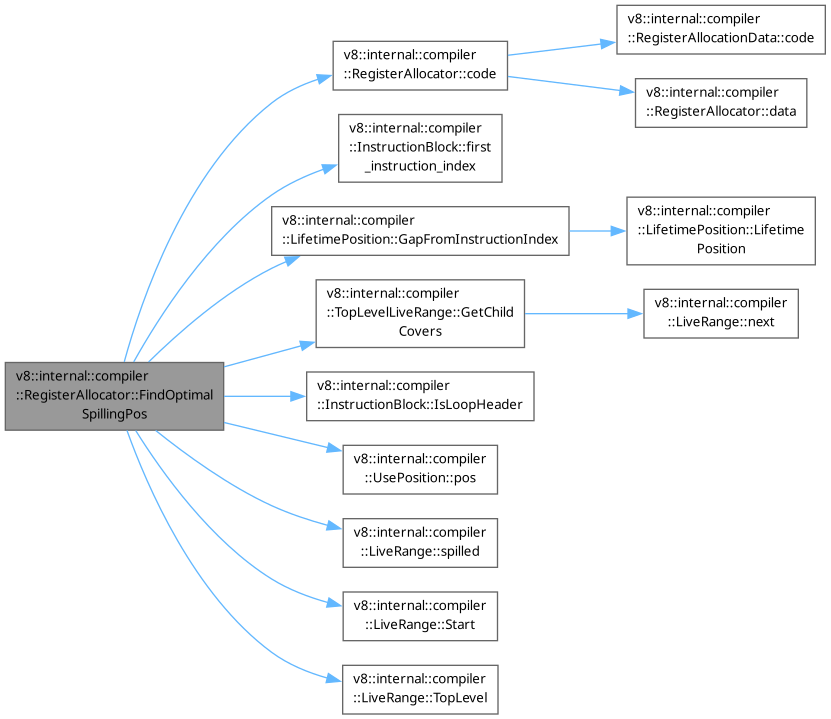 v8::internal::compiler
::RegisterAllocationData::code
v8::internal::compiler
::RegisterAllocator::code
v8::internal::compiler
::RegisterAllocator::data
v8::internal::compiler
::InstructionBlock::first
_instruction_index
v8::internal::compiler
::LifetimePosition::GapFromInstructionIndex
v8::internal::compiler
::LifetimePosition::Lifetime
Position
v8::internal::compiler
::TopLevelLiveRange::GetChild
Covers
v8::internal::compiler
::LiveRange::next
v8::internal::compiler
::RegisterAllocator::FindOptimal
SpillingPos
v8::internal::compiler
::InstructionBlock::IsLoopHeader
v8::internal::compiler
::UsePosition::pos
v8::internal::compiler
::LiveRange::spilled
v8::internal::compiler
::LiveRange::Start
v8::internal::compiler
::LiveRange::TopLevel